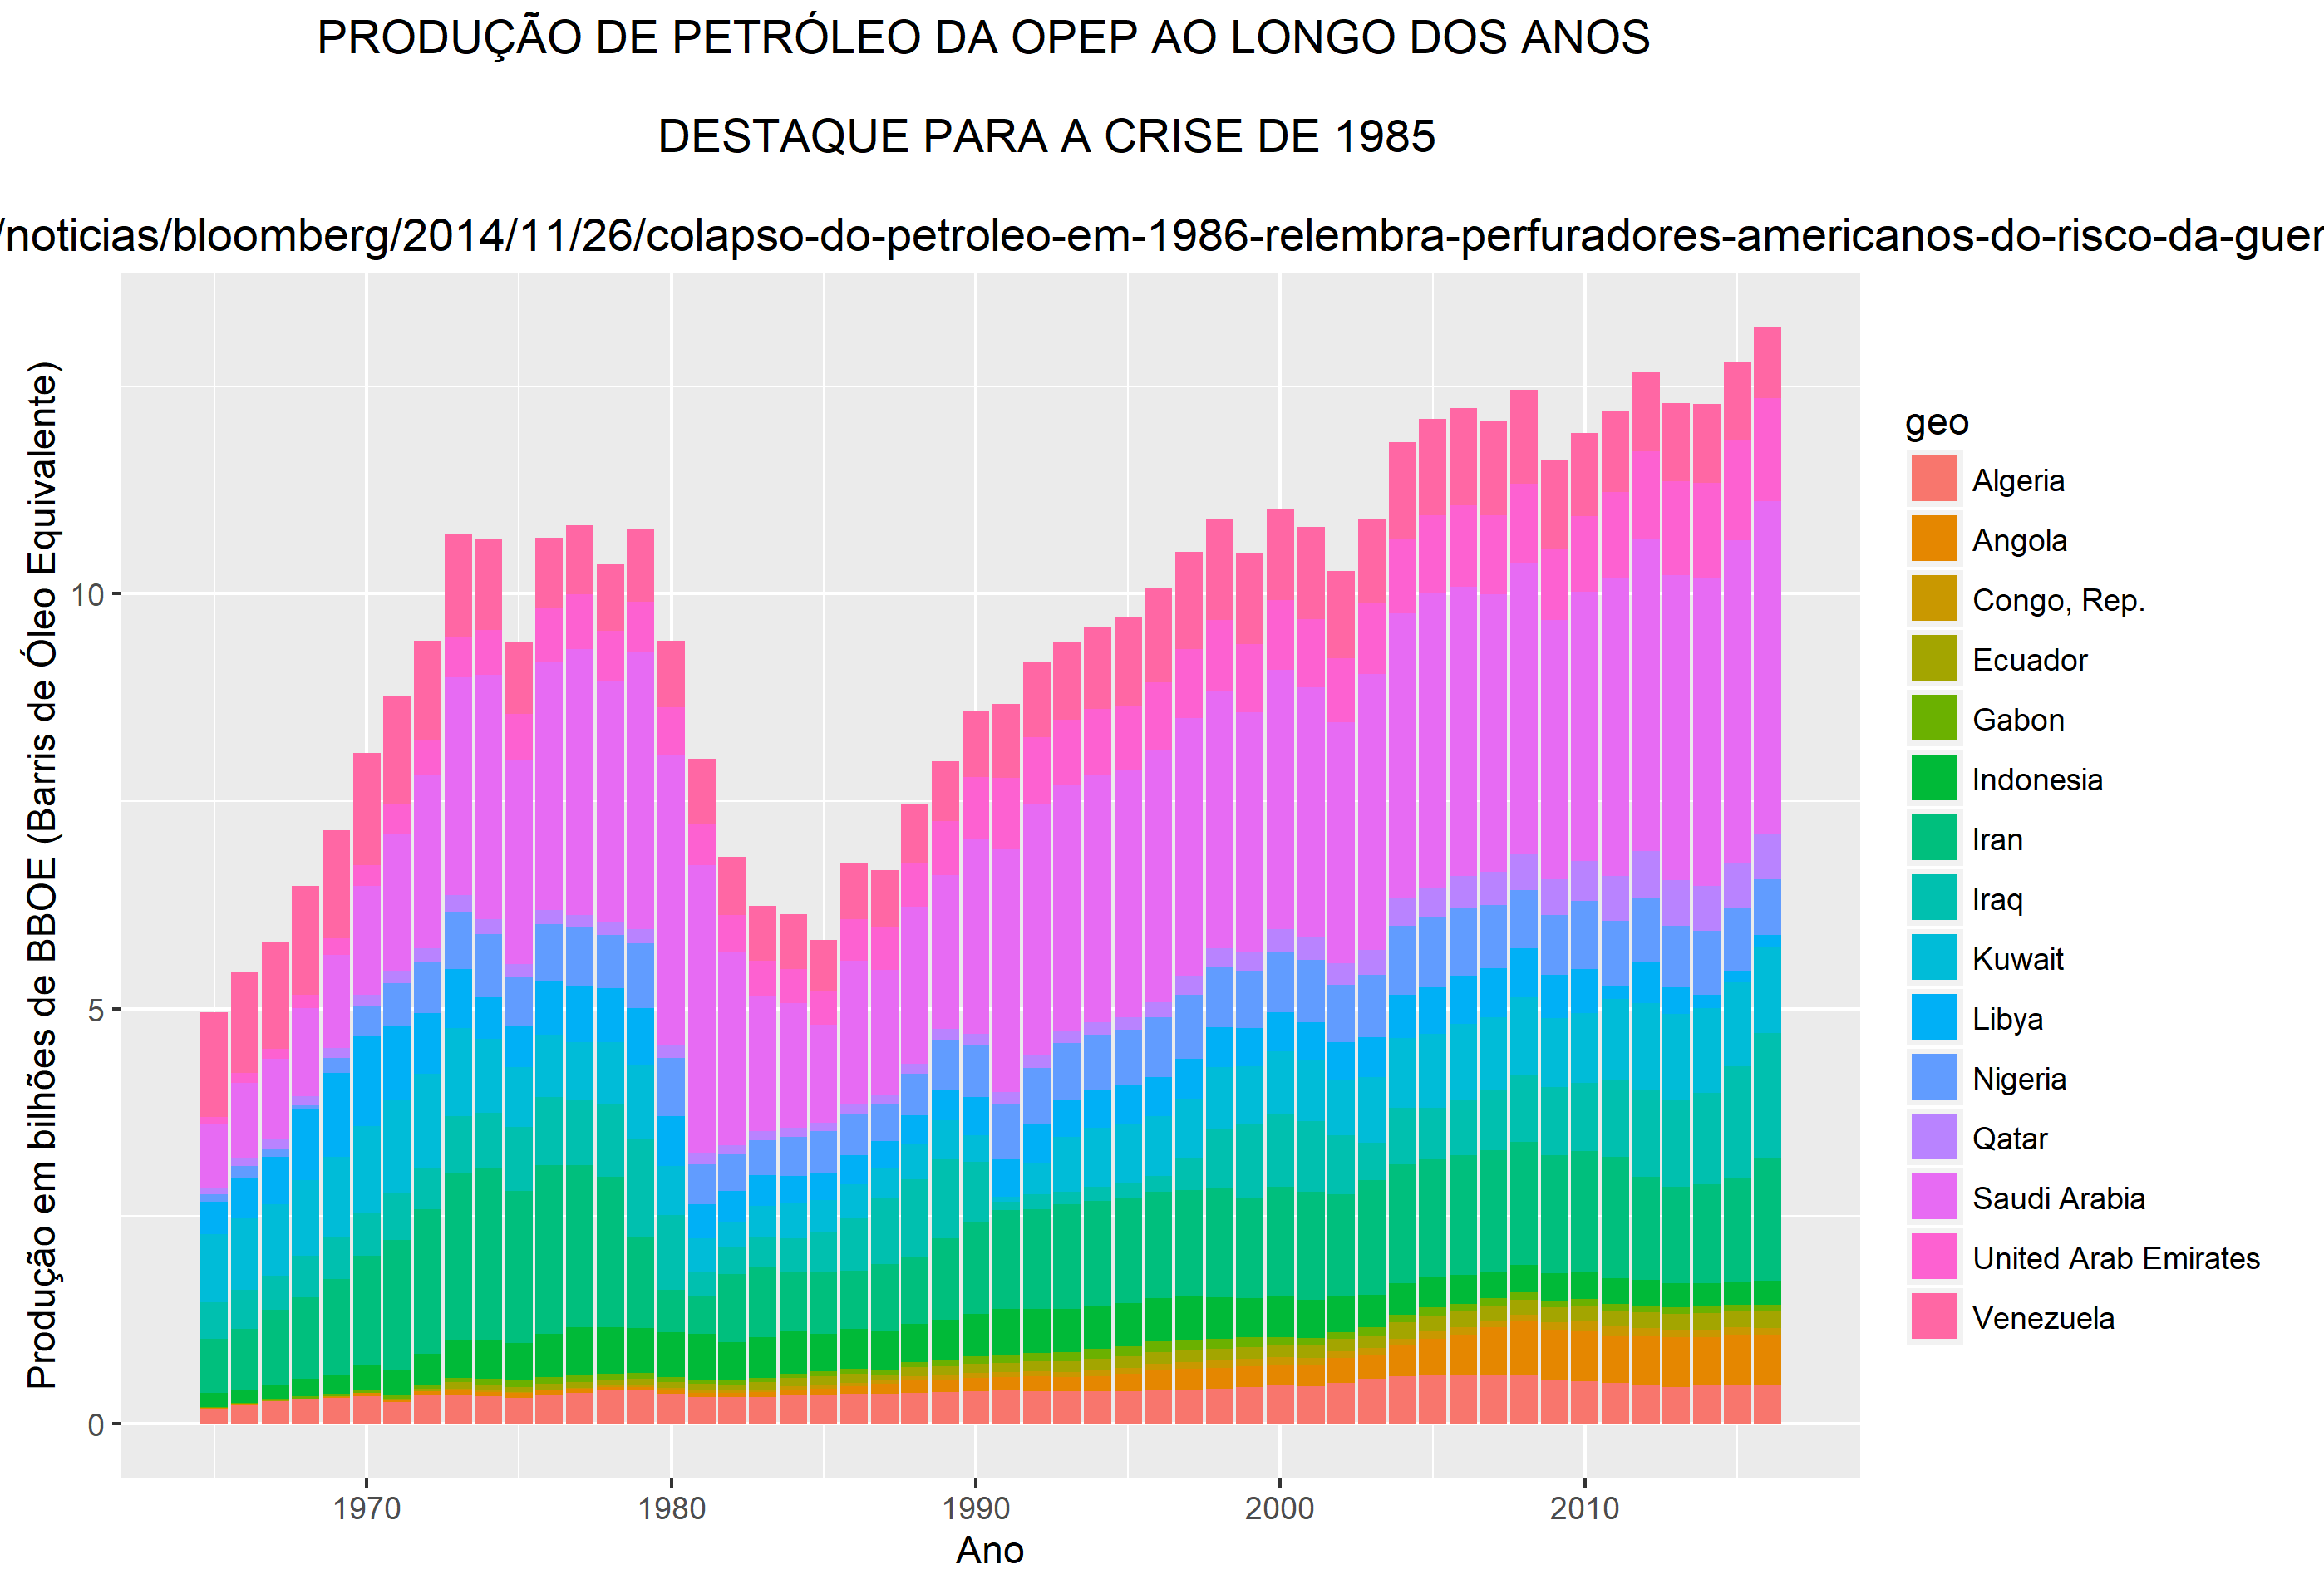 PRODUÇÃO DE PETRÓLEO DA OPEP AO LONGO DOS ANOS
DESTAQUE PARA A CRISE DE 1985
/noticias/bloomberg/2014/11/26/colapso-do-petroleo-em-1986-relembra-perfuradores-americanos-do-risco-da-guer
Produção em bilhões de BBOE (Barris de Óleo Equivalente)
10
5
0
1970
1980
1990
2000
2010
Ano
geo
Algeria
Angola
Congo, Rep.
Ecuador
Gabon
Indonesia
Iran
Iraq
Kuwait
Libya
Nigeria
Qatar
Saudi Arabia
United Arab Emirates
Venezuela